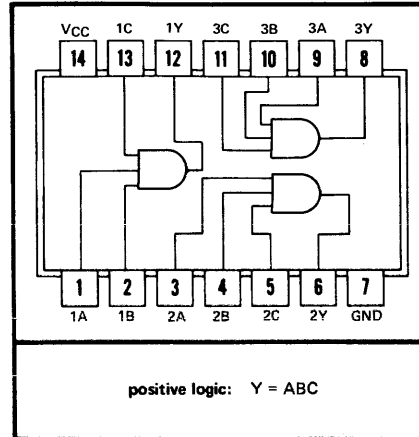 VCC 1C 1Y 3C 3B 3A 3Y
14 13 12 11 10 9 8
1 2 3 4 5 6 7
1A 1B 2A 2B 2C 2Y GND
positive logic: Y = ABC